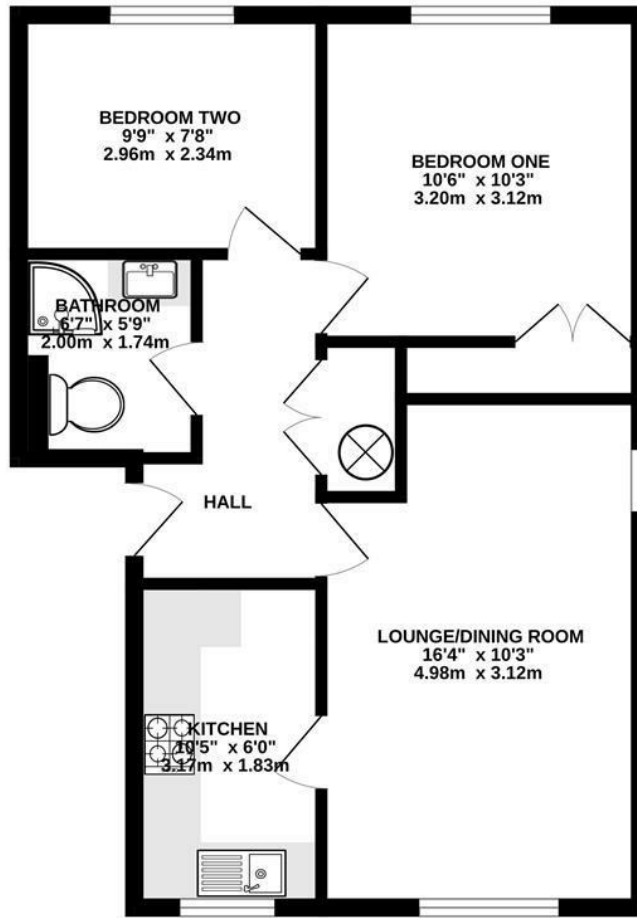 BEDROOM TWO
9'9" x 7'8"
2.96m x 2.34m
BEDROOM ONE
10'6" x 10'3"
3.20m x 3.12m
BATHROOM
6'7" x 5'9"
2.00m x 1.74m
HALL
LOUNGE/DINING ROOM
16'4" x 10'3"
4.98m x 3.12m
KITCHEN
10'5" x 6'0"
3.17m x 1.83m